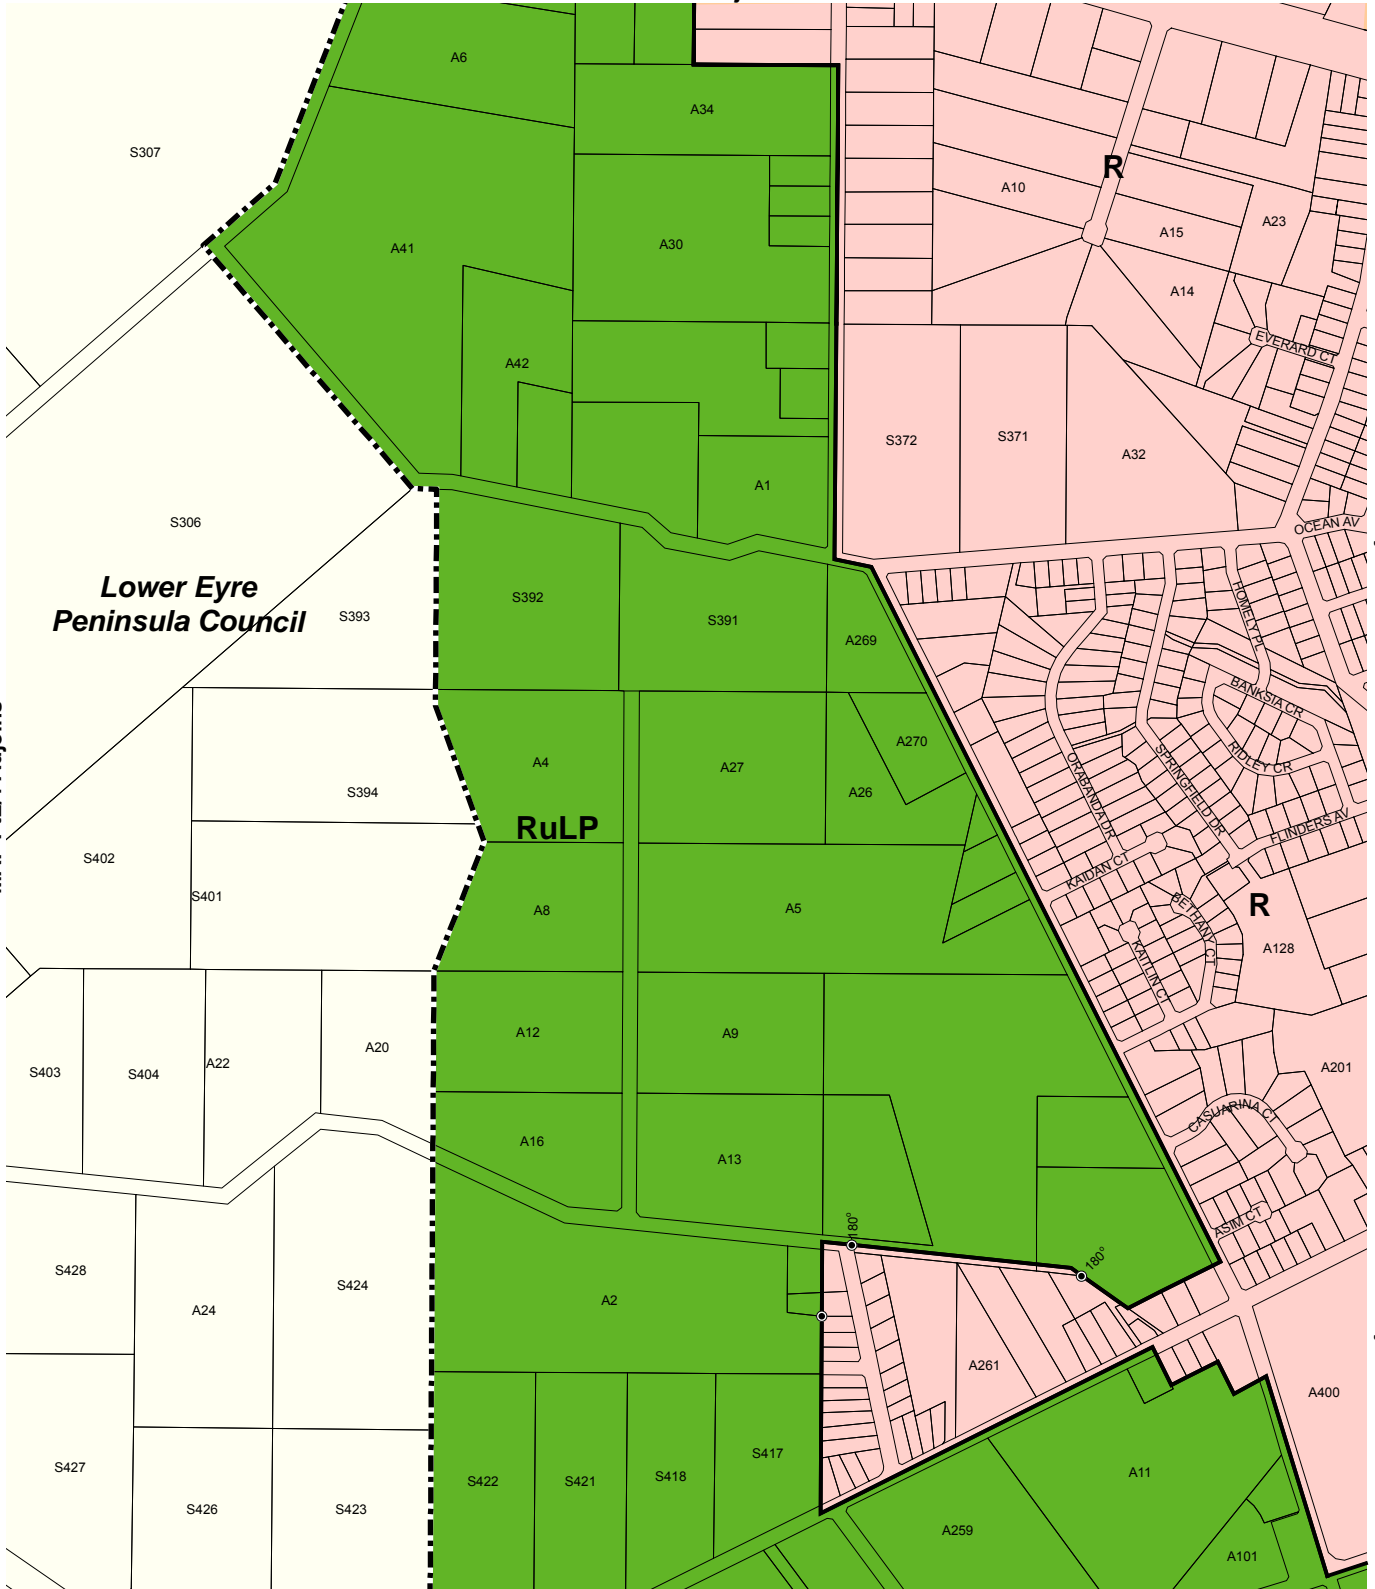 A6
A34
S307
R
A10
A23
A15
A30
A41
A14
EVERARD CT
A42
S372
S371
A32
A1
S306
OCEAN AV
Lower Eyre
Peninsula Council
S392
S393
S391
A269
HOMELY PL
BANKSIA CR
A270
A4
A27
RIDLEY CR
A26
S394
ORABANDA DR
SPRINGFIELD DR
RuLP
FLINDERS AV
S402
KAIDAN CT
S401
A8
A5
BETHANY CT
R
A128
KAITLIN CT
A12
A9
A20
A22
S403
S404
A201
CASUARINA CT
A16
A13
ASIM CT
180°
180°
S428
S424
A24
A2
A261
A400
S427
S417
A11
S422
S421
S418
S426
S423
A259
A101